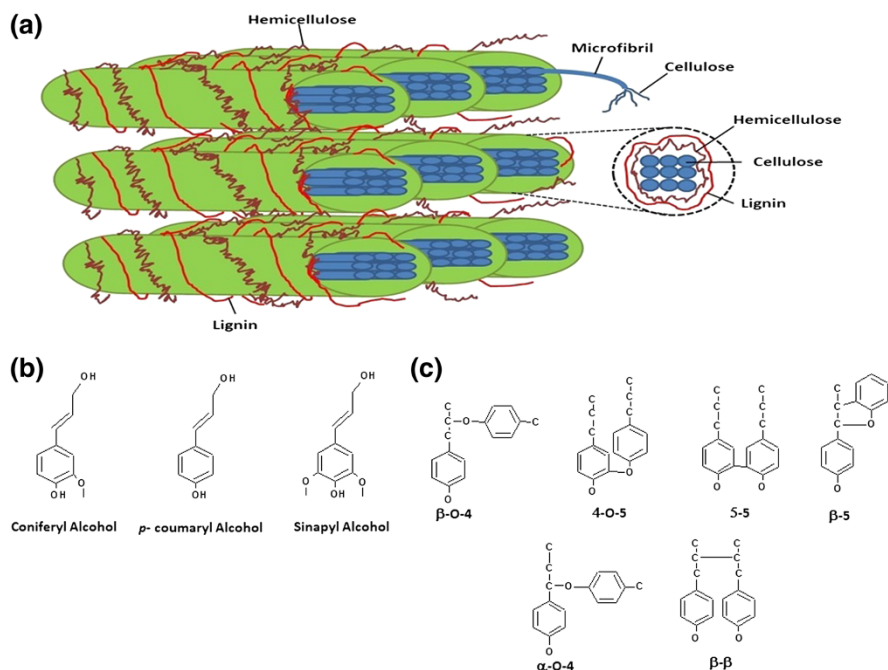 (a)
Hemicellulose
Microfibril
Cellulose
Hemicellulose
Cellulose
Lignin
Lignin
(b)
OH
OH
OH
OH
O
OH
O
OH
O
Coniferyl Alcohol
p- coumaryl Alcohol
Sinapyl Alcohol
(c)
C
C
C
O
C
O
β-O-4
C
C
C
C
C
C
O
O
4-O-5
C
C
C
C
C
C
O
O
5-5
C
C
C
O
O
β-5
C
C
C
O
C
O
α-O-4
C
C
C
C
C
C
O
O
β-β